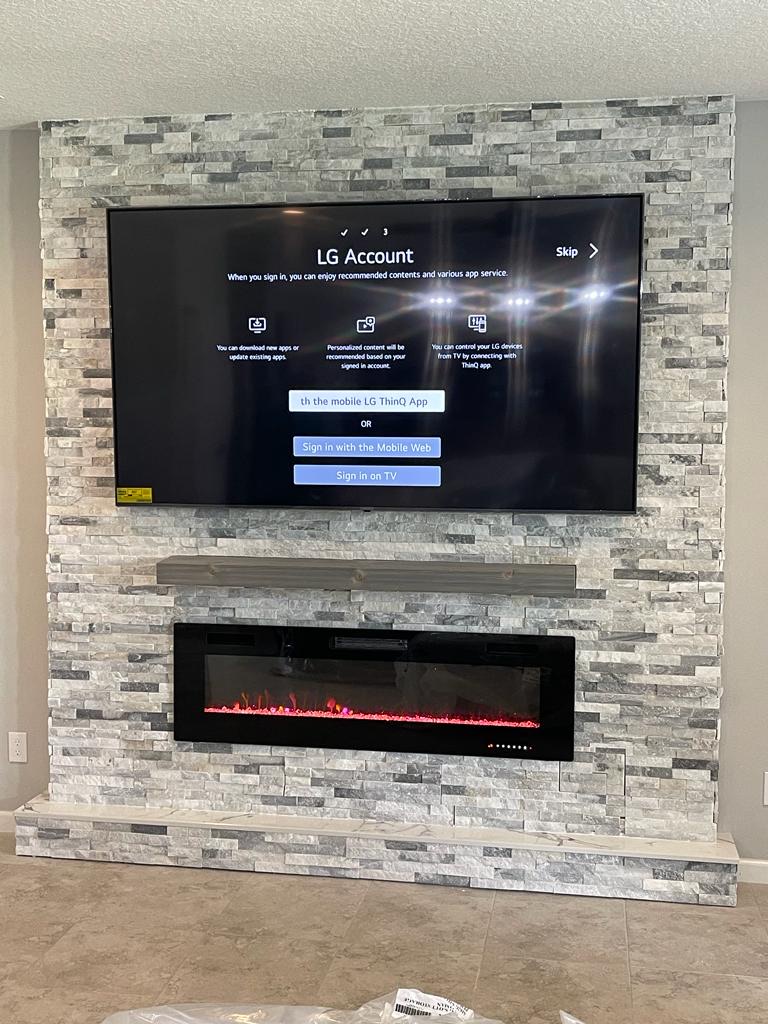 ✓ ✓ 3
LG Account
Skip >
When you sign in, you can enjoy recommended contents and various app service.
You can download new apps or
update existing apps.
Personalized content will be
recommended based on your
signed in account.
You can control your LG devices
from TV by connecting with
ThinQ app.
th the mobile LG ThinQ App
OR
Sign in with the Mobile Web
Sign in on TV